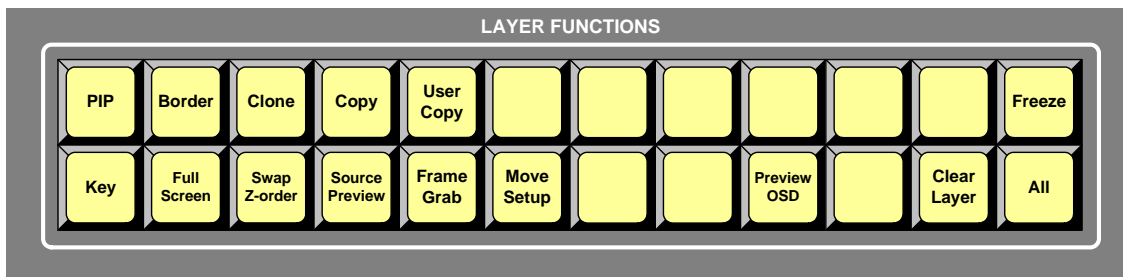 LAYER FUNCTIONS
PIP
Border
Clone
Copy
User
Copy
Freeze
Key
Full
Screen
Swap
Z-order
Source
Preview
Frame
Grab
Move
Setup
Preview
OSD
Clear
Layer
All